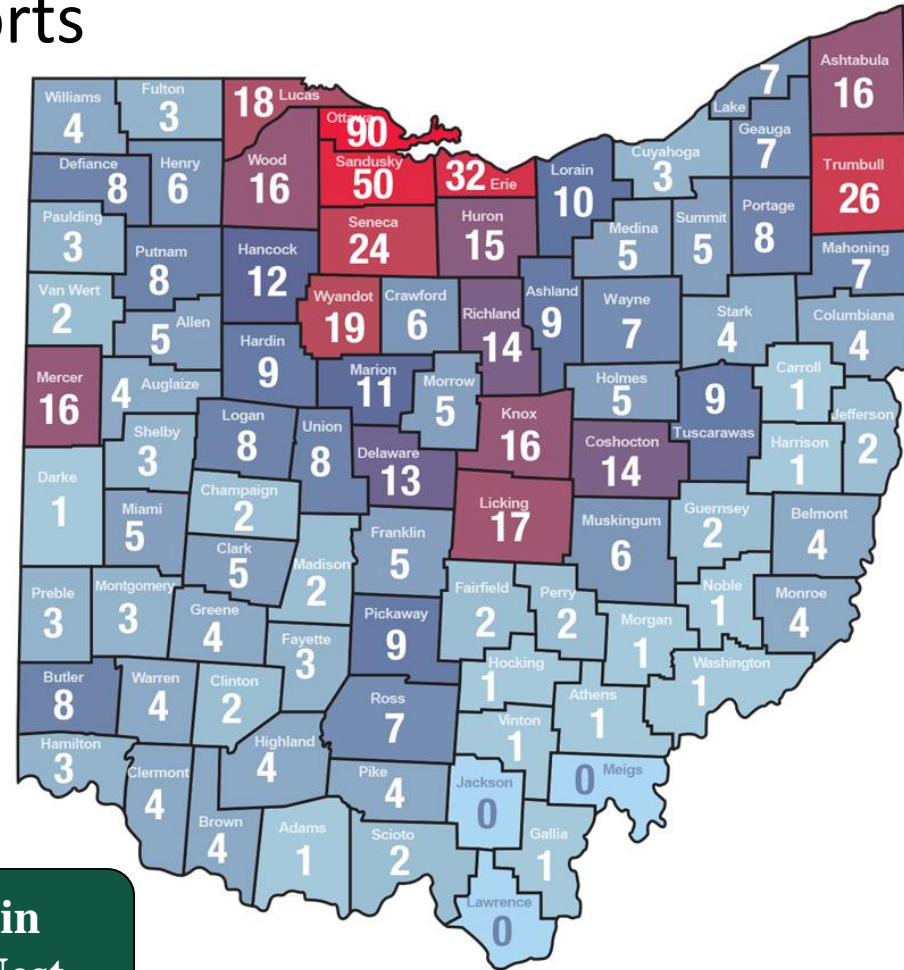 orts
Williams
4
Fulton
3
18 Lucas
Ottawa
90
Lake
7
Ashtabula
16
Defiance
8
Henry
6
Wood
16
Sandusky
50
32 Erie
Lorain
10
Cuyahoga
3
Geauga
7
Trumbull
26
Paulding
3
Putnam
8
Hancock
12
Seneca
24
Huron
15
Medina
5
Summit
5
Portage
8
Mahoning
7
Van Wert
2
5 Allen
Hardin
9
Wyandot
19
Crawford
6
Richland
14
Ashland
9
Wayne
7
Stark
4
Columbiana
4
Mercer
16
4 Auglaize
Marion
11
Morrow
5
Holmes
5
9
Tuscarawas
Carroll
1
Jefferson
2
Shelby
3
Logan
8
Union
8
Delaware
13
Knox
16
Coshocton
14
Harrison
1
Darke
1
Miami
5
Champaign
2
Clark
5
Madison
2
Franklin
5
Licking
17
Muskingum
6
Guernsey
2
Belmont
4
Preble
3
Montgomery
3
Greene
4
Fayette
3
Pickaway
9
Fairfield
2
Perry
2
Morgan
1
Noble
1
Monroe
4
Butler
8
Warren
4
Clinton
2
Ross
7
Hocking
1
Athens
1
Washington
1
Hamilton
3
Clermont
4
Highland
4
Pike
4
Vinton
1
Jackson
0
0 Meigs
Brown
4
Adams
1
Scioto
2
Gallia
1
Lawrence
0
in